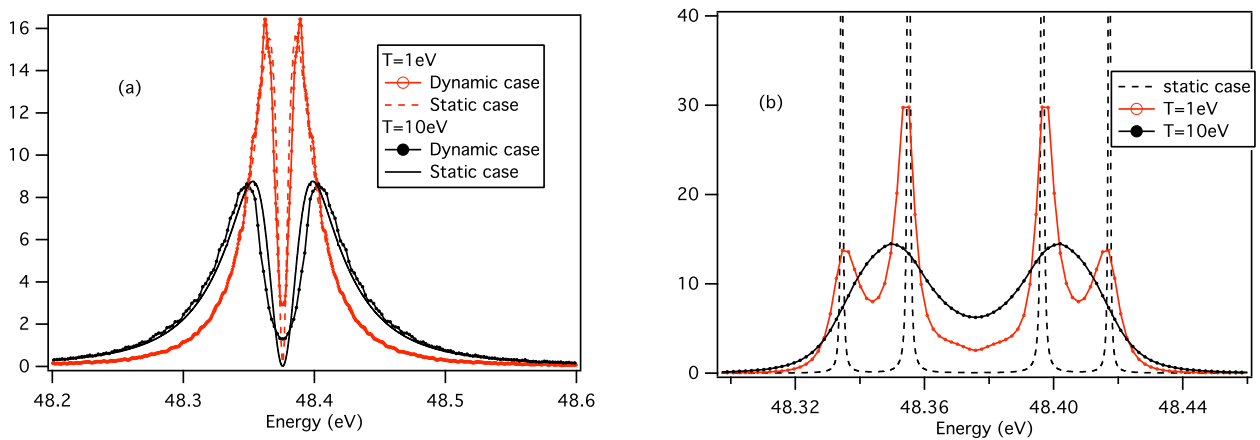 (a)
T=1eV
Dynamic case
Static case
T=10eV
Dynamic case
Static case
16
14
12
10
8
6
4
2
0
48.2 48.3 48.4 48.5 48.6
Energy (eV)
(b)
static case
T=1eV
T=10eV
40
30
20
10
0
48.32 48.36 48.40 48.44
Energy (eV)